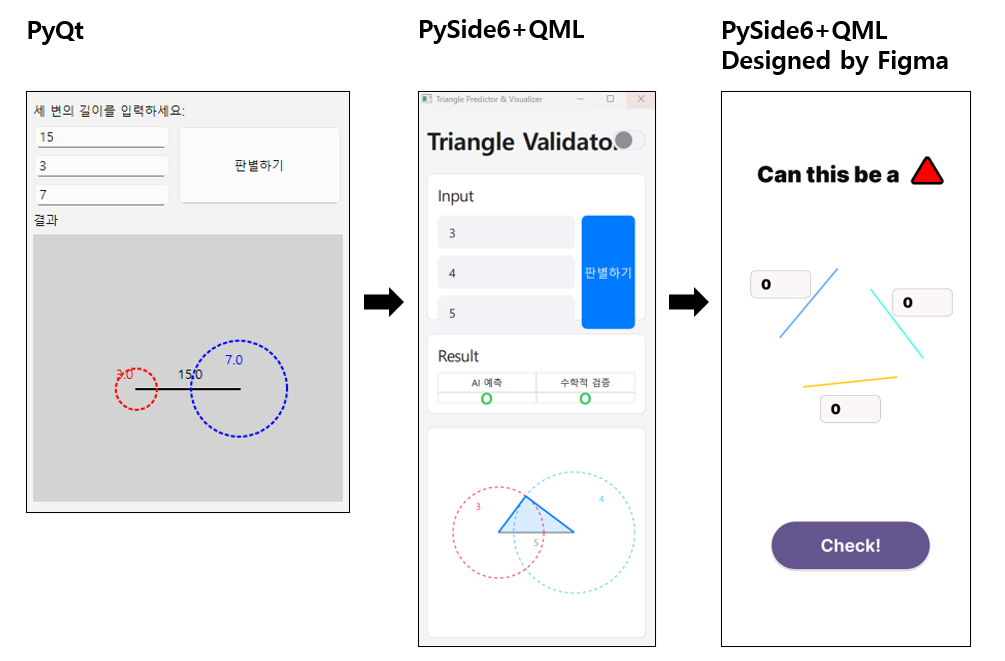 PyQt
세 변의 길이를 입력하세요:
15
3
7
판별하기
결과
3.0
15.0
7.0
PySide6+QML
Triangle Predictor & Visualizer
Triangle Validator
Input
3
4
5
판별하기
Result
AI 예측
수학적 검증
O
O
3
4
5
PySide6+QML
Designed by Figma
Can this be a
0
0
0
Check!